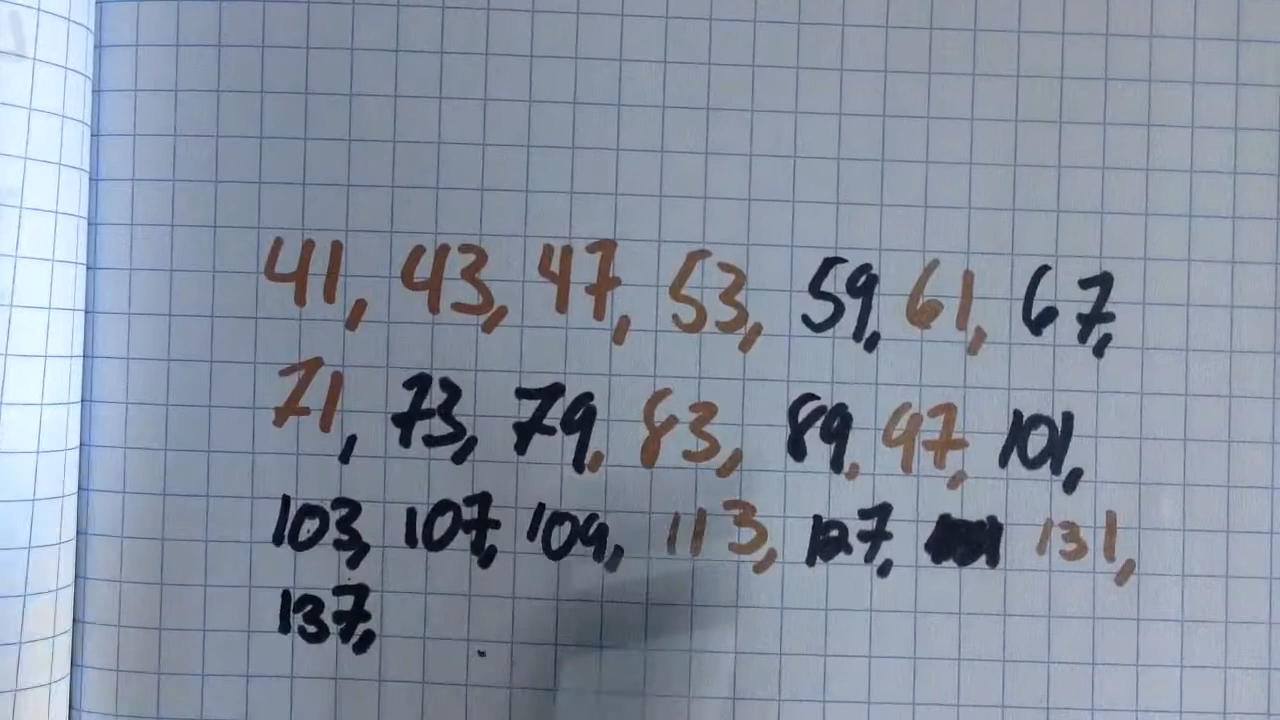 41, 43, 47, 53, 59, 61, 67,
71, 73, 79, 83, 89, 97, 101,
103, 107, 109, 113, 127, 131,
137,